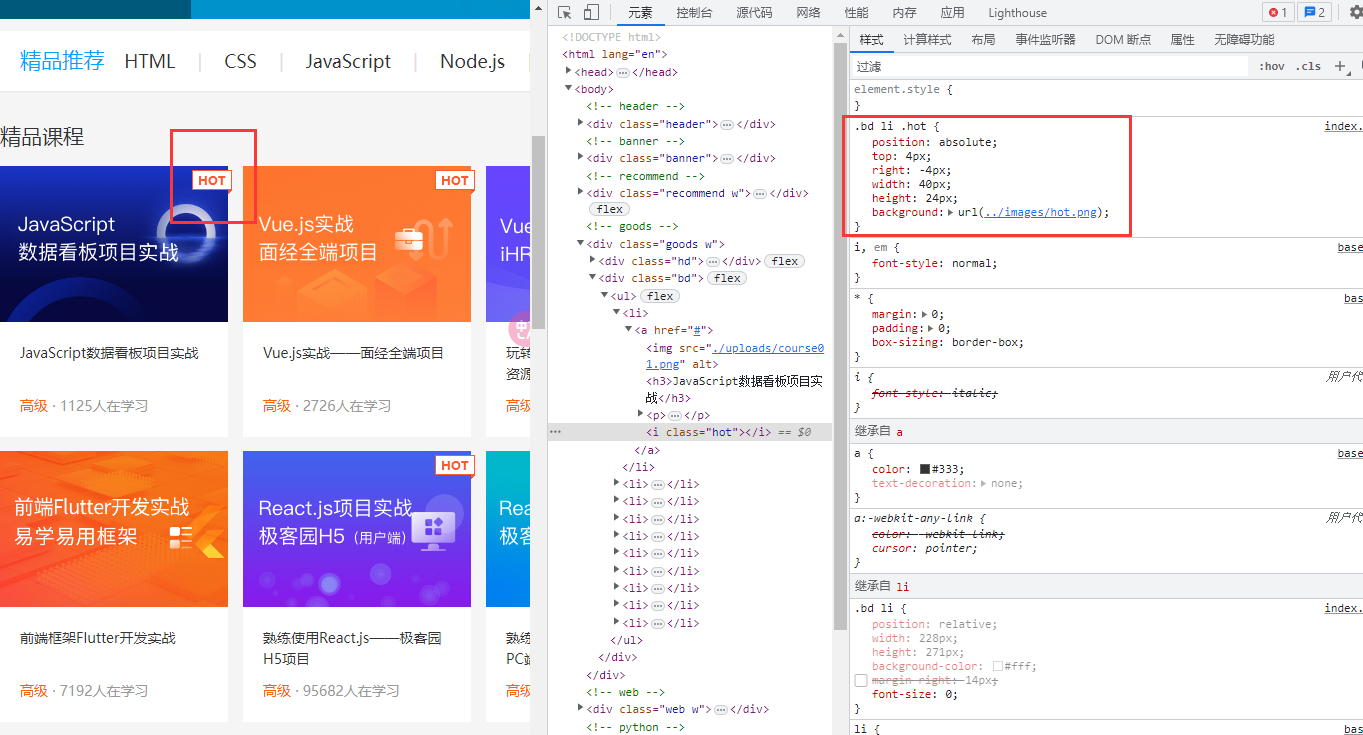 精品推荐 HTML | CSS | JavaScript | Node.js
精品课程
HOT
JavaScript
数据看板项目实战
JavaScript数据看板项目实战
高级 · 1125人在学习
HOT
Vue.js实战
面经全端项目
Vue.js实战——面经全端项目
高级 · 2726人在学习
Vue
iHR
中
玩转
资源
高级
前端Flutter开发实战
易学易用框架
前端框架Flutter开发实战
高级 · 7192人在学习
HOT
React.js项目实战
极客园H5（用户端）
熟练使用React.js——极客园
H5项目
高级 · 95682人在学习
Rea
极客
熟练
PC端
高级
元素 控制台 源代码 网络 性能 内存 应用 Lighthouse 1 2
<!DOCTYPE html>
<html lang="en">
<head>…</head>
<body>
<!-- header -->
<div class="header">…</div>
<!-- banner -->
<div class="banner">…</div>
<!-- recommend -->
<div class="recommend w">…</div>
flex
<!-- goods -->
<div class="goods w">
<div class="hd">…</div> flex
<div class="bd"> flex
<ul> flex
<li>
<a href="#">
<img src="./uploads/course0
1.png" alt>
<h3>JavaScript数据看板项目实
战</h3>
<p>…</p>
… <i class="hot"></i> == $0
</a>
</li>
<li>…</li>
<li>…</li>
<li>…</li>
<li>…</li>
<li>…</li>
<li>…</li>
<li>…</li>
<li>…</li>
<li>…</li>
</ul>
</div>
</div>
<!-- web -->
<div class="web w">…</div>
<!-- python -->
样式 计算样式 布局 事件监听器 DOM 断点 属性 无障碍功能
过滤 :hov .cls +
element.style {
}
.bd li .hot { index.
position: absolute;
top: 4px;
right: -4px;
width: 40px;
height: 24px;
background: url(../images/hot.png);
}
i, em { base
font-style: normal;
}
* { bas
margin: 0;
padding: 0;
box-sizing: border-box;
}
i { 用户代
font-style: italic;
}
继承自 a
a { base
color: #333;
text-decoration: none;
}
a:-webkit-any-link { 用户代
color: -webkit-link;
cursor: pointer;
}
继承自 li
.bd li { index.
position: relative;
width: 228px;
height: 271px;
background-color: #fff;
margin-right: 14px;
font-size: 0;
}
li { bas